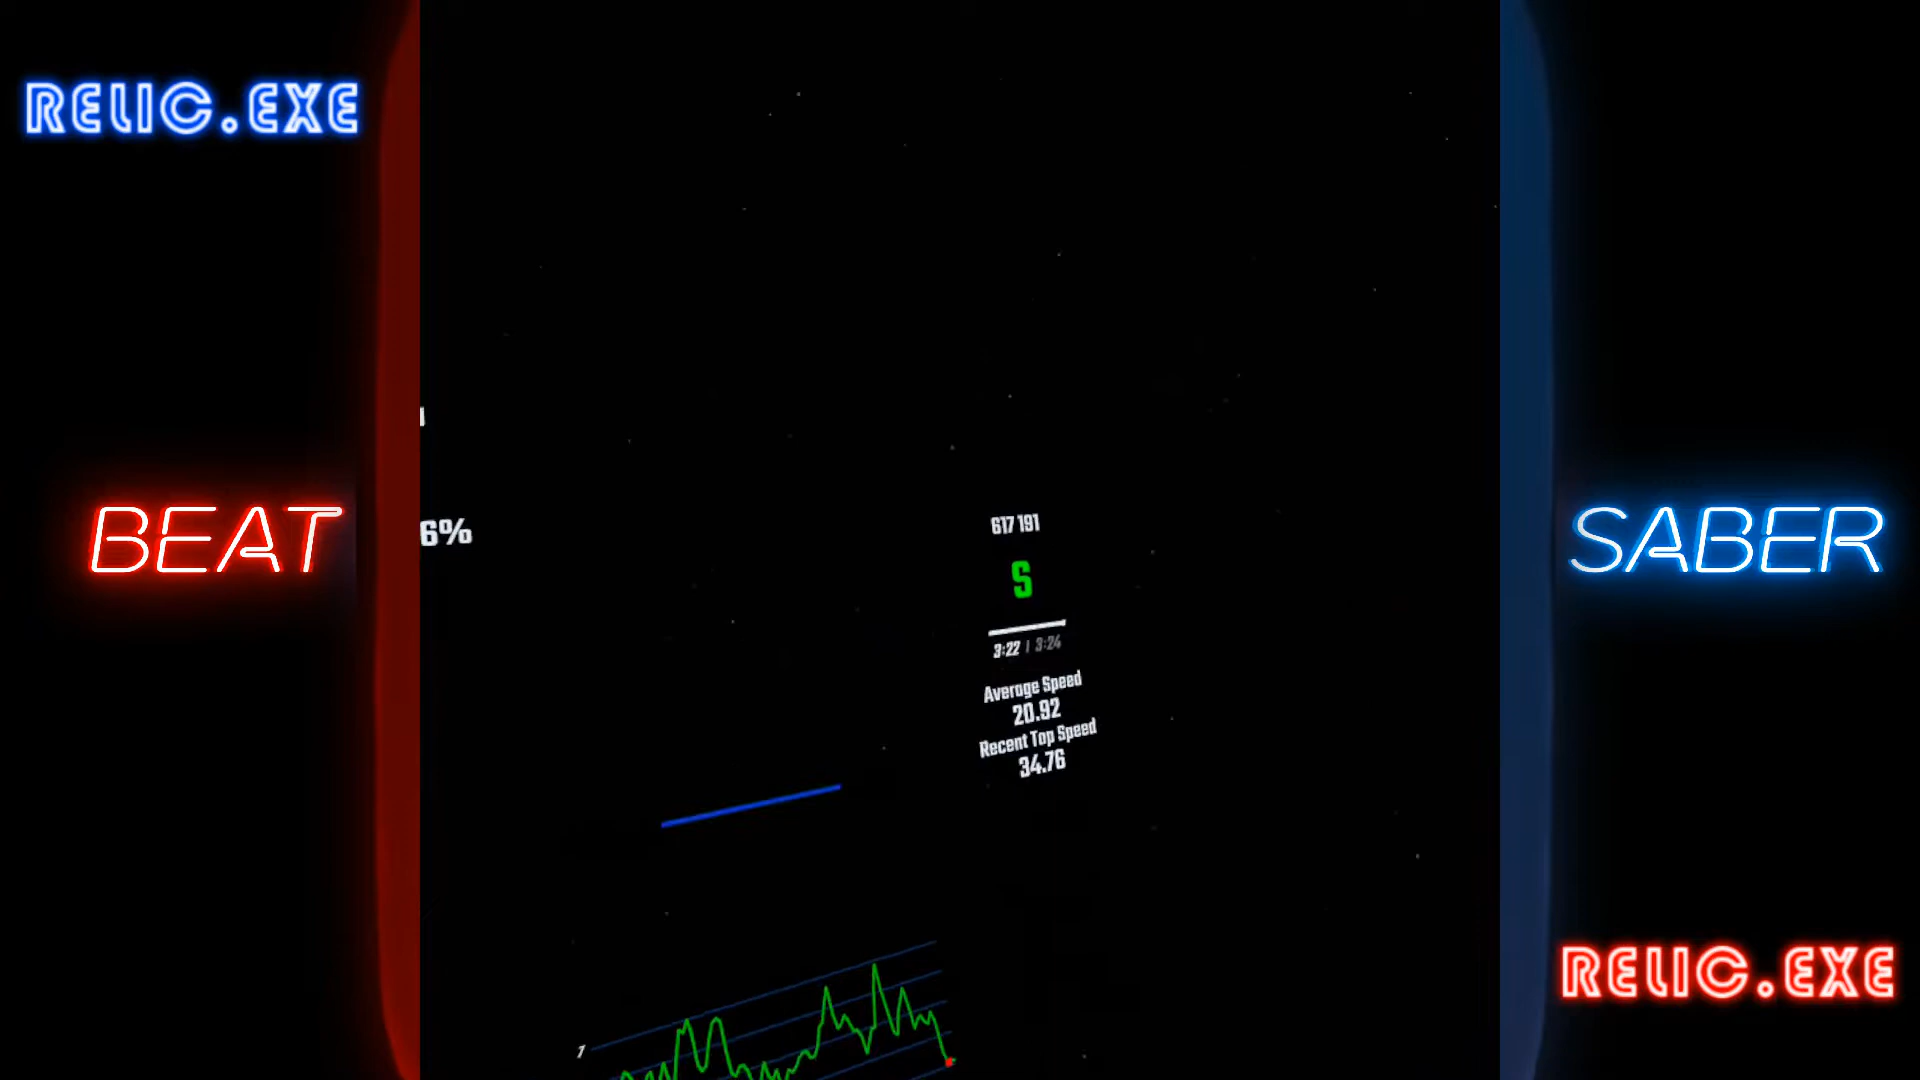 RELIC.EXE
BEAT
SABER
6%
617 191
S
3:22 | 3:24
Average Speed
20.92
Recent Top Speed
34.76
1
RELIC.EXE